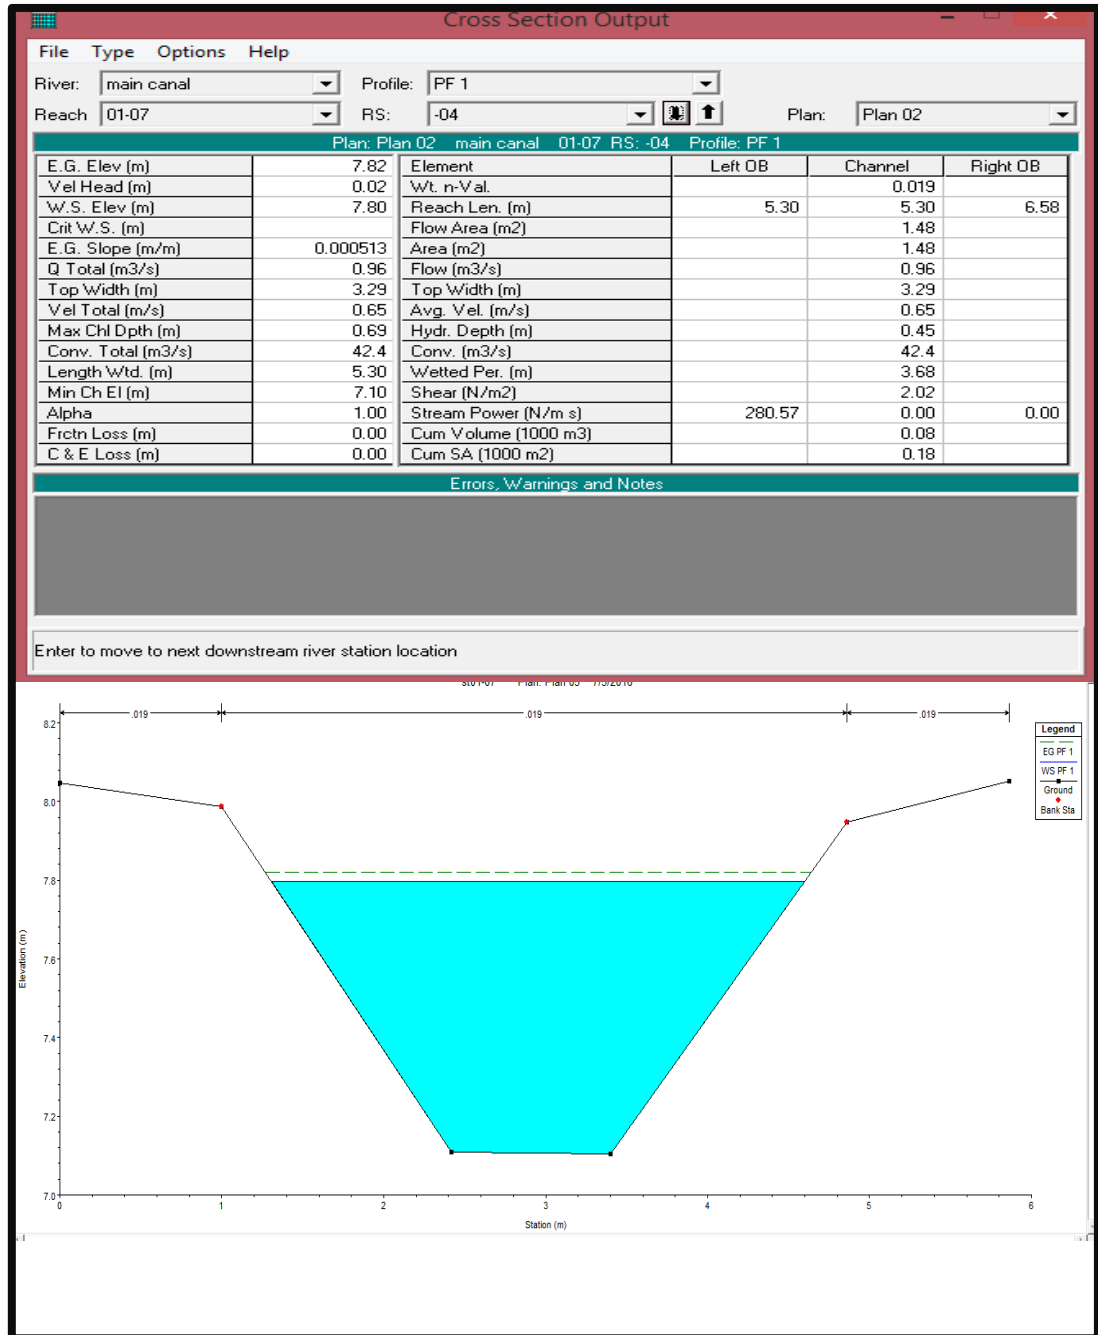 Cross Section Output
File Type Options Help
River: main canal Profile: PF 1
Reach 01-07 RS: -04 Plan: Plan 02
Plan: Plan 02 main canal 01-07 RS: -04 Profile: PF 1
E.G. Elev (m) 7.82 Element Left OB Channel Right OB
Vel Head (m) 0.02 Wt. n-Val. 0.019
W.S. Elev (m) 7.80 Reach Len. (m) 5.30 5.30 6.58
Crit W.S. (m) Flow Area (m2) 1.48
E.G. Slope (m/m) 0.000513 Area (m2) 1.48
Q Total (m3/s) 0.96 Flow (m3/s) 0.96
Top Width (m) 3.29 Top Width (m) 3.29
Vel Total (m/s) 0.65 Avg. Vel. (m/s) 0.65
Max Chl Dpth (m) 0.69 Hydr. Depth (m) 0.45
Conv. Total (m3/s) 42.4 Conv. (m3/s) 42.4
Length Wtd. (m) 5.30 Wetted Per. (m) 3.68
Min Ch El (m) 7.10 Shear (N/m2) 2.02
Alpha 1.00 Stream Power (N/m s) 280.57 0.00 0.00
Frctn Loss (m) 0.00 Cum Volume (1000 m3) 0.08
C & E Loss (m) 0.00 Cum SA (1000 m2) 0.18
Errors, Warnings and Notes
Enter to move to next downstream river station location
.019 .019 .019
Legend
EG PF 1
WS PF 1
Ground
Bank Sta
8.2
8.0
7.8
7.6
7.4
7.2
7.0
Elevation (m)
0 1 2 3 4 5 6
Station (m)